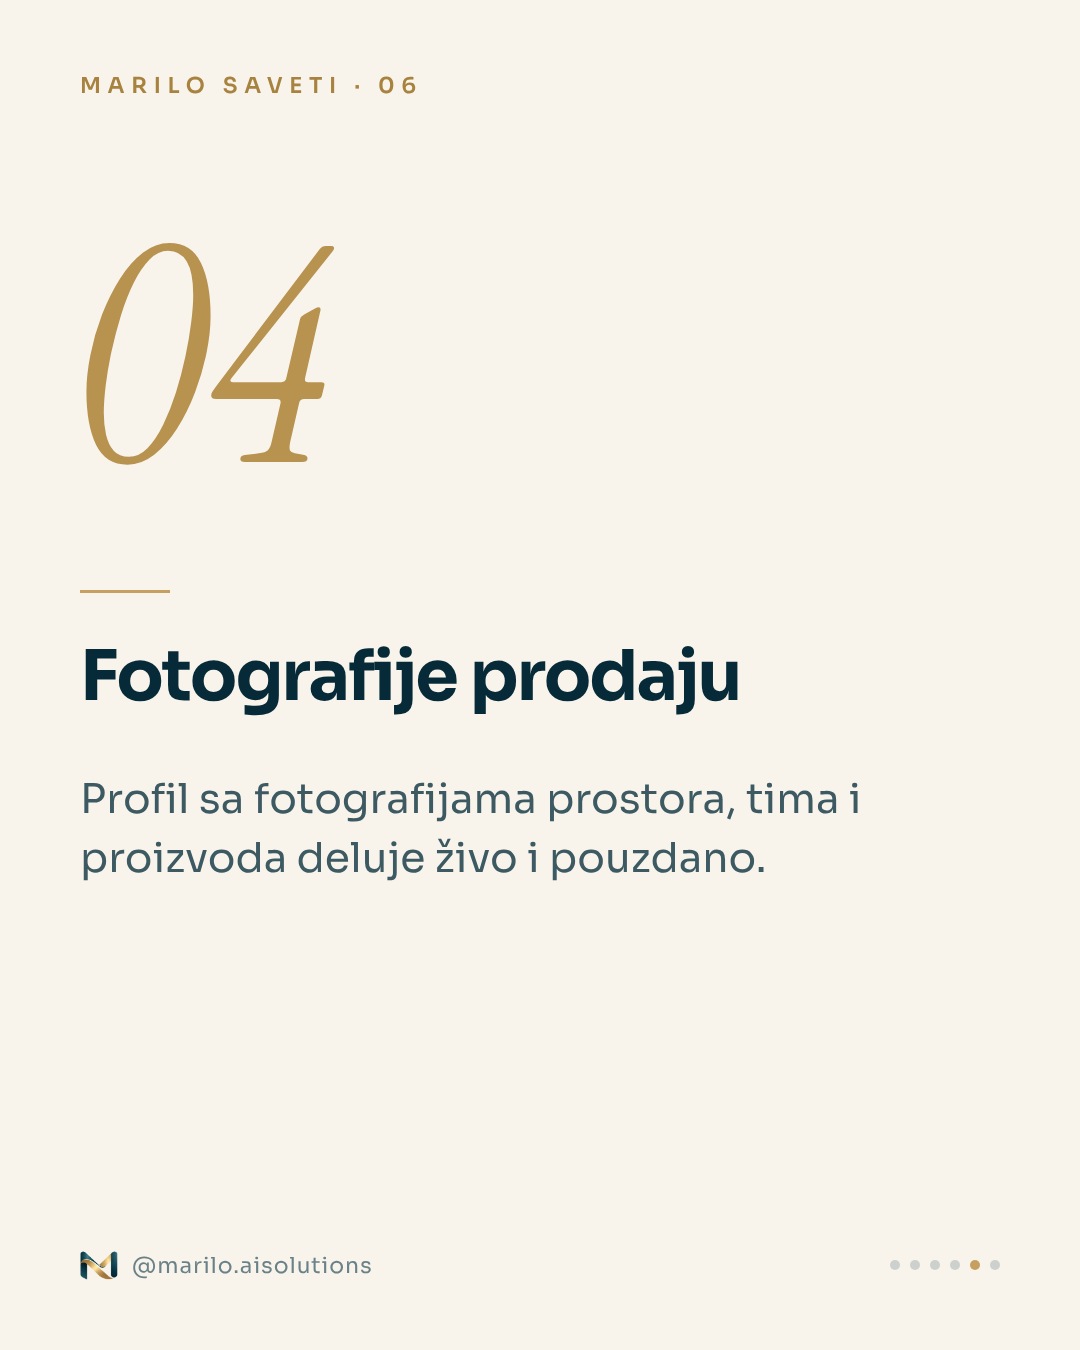 MARILO SAVETI · 06
04
Fotografije prodaju
Profil sa fotografijama prostora, tima i
proizvoda deluje živo i pouzdano.
@marilo.aisolutions